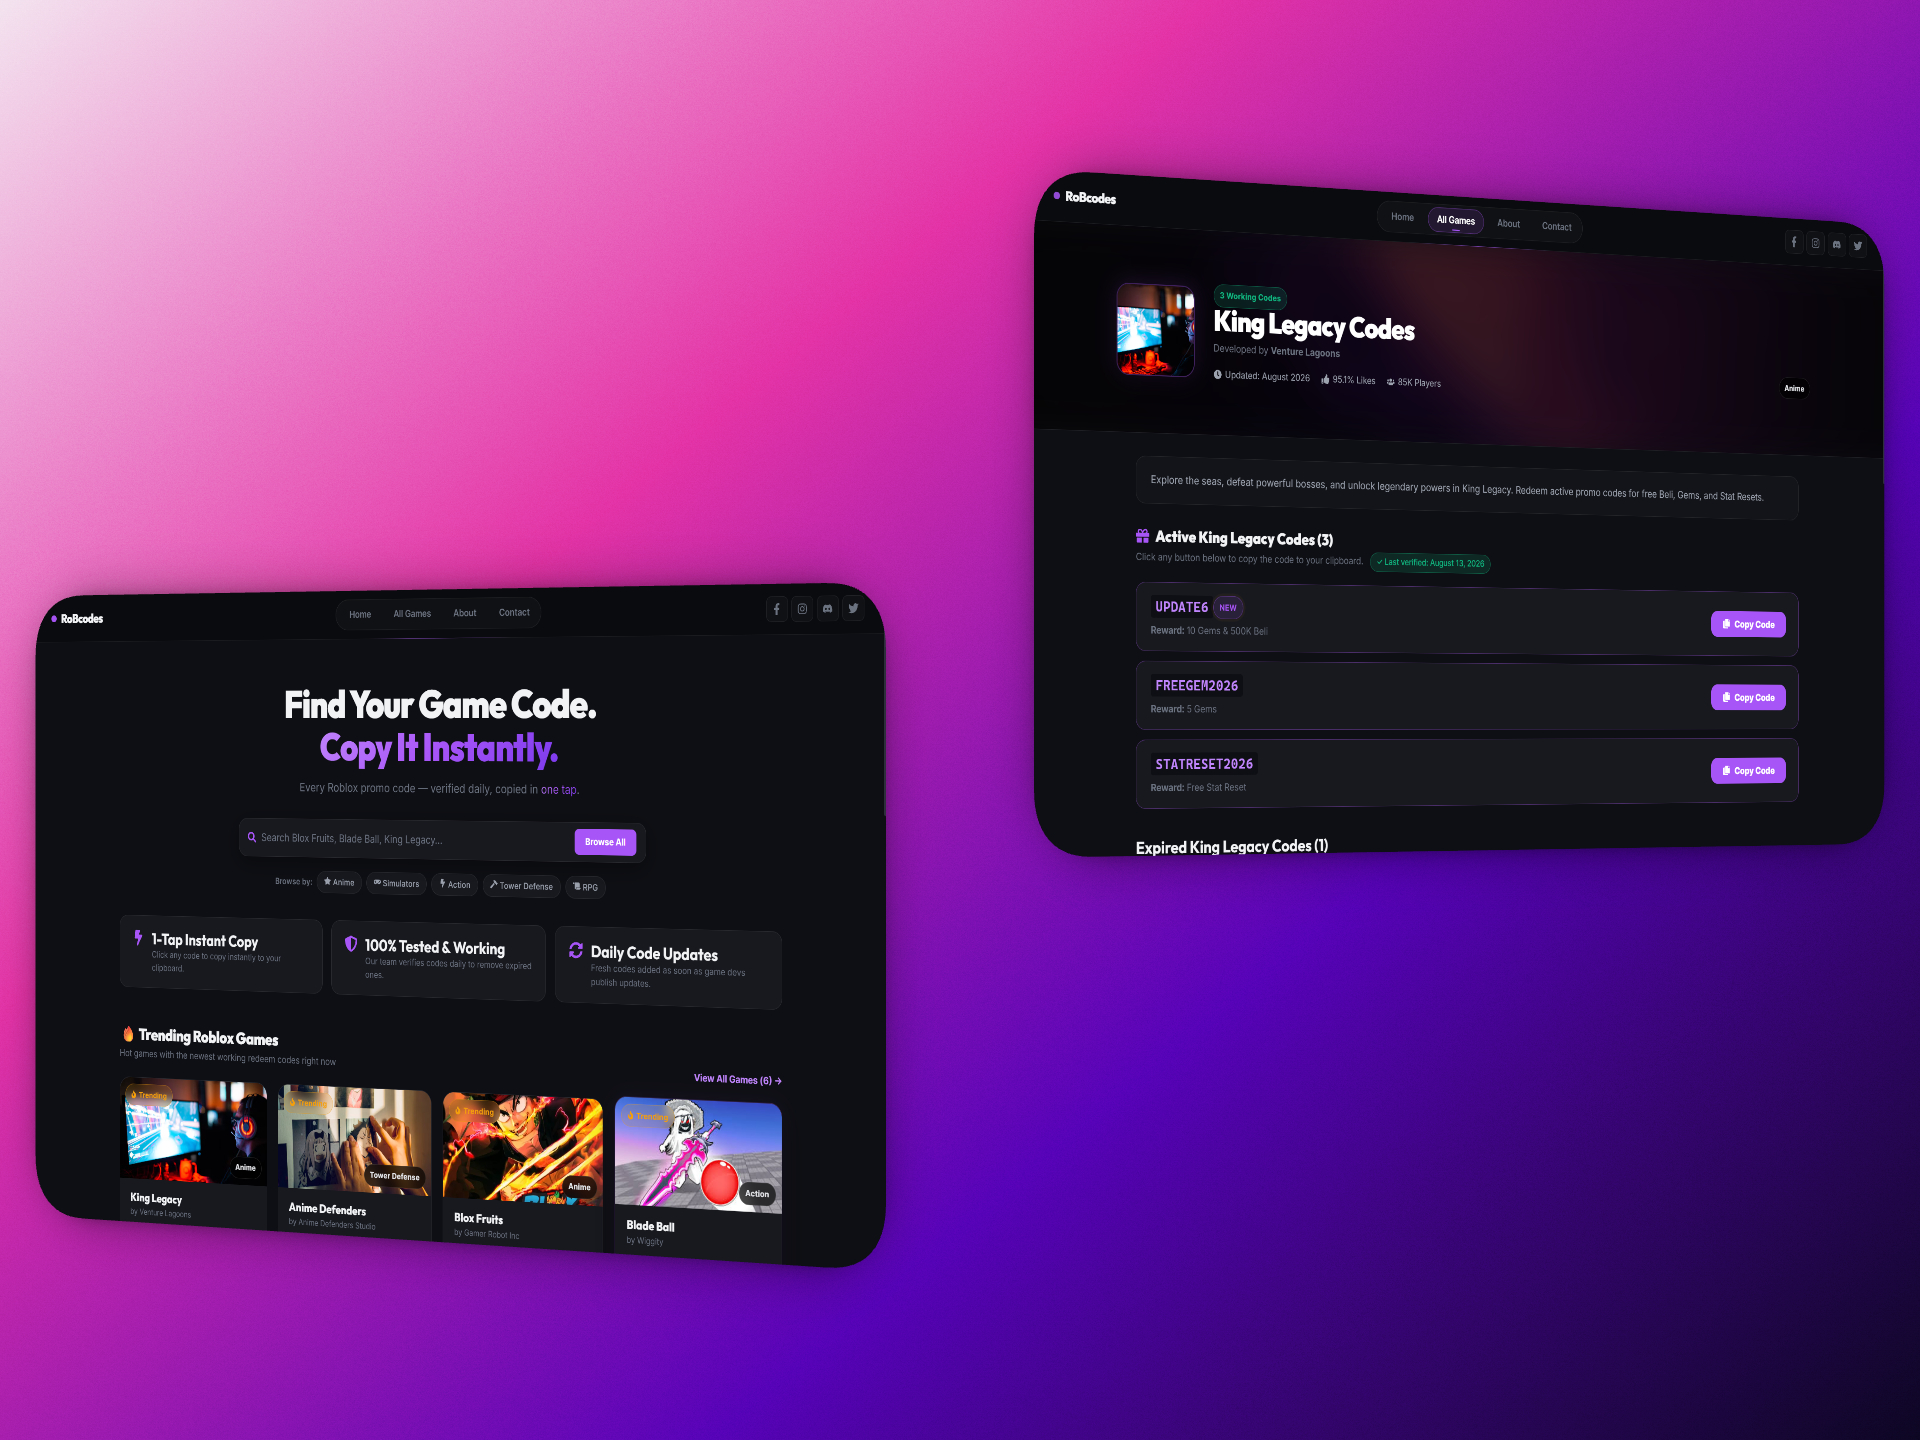 RoBcodes
Home
All Games
About
Contact
Find Your Game Code.
Copy It Instantly.
Every Roblox promo code — verified daily, copied in one tap.
Search Blox Fruits, Blade Ball, King Legacy...
Browse All
Browse by:
Anime
Simulators
Action
Tower Defense
RPG
1-Tap Instant Copy
Click any code to copy instantly to your
clipboard.
100% Tested & Working
Our team verifies codes daily to remove expired
ones.
Daily Code Updates
Fresh codes added as soon as game devs
publish updates.
Trending Roblox Games
Hot games with the newest working redeem codes right now
View All Games (6) →
Trending
Anime
King Legacy
by Venture Lagoons
Trending
Tower Defense
Anime Defenders
by Anime Defenders Studio
Trending
Anime
Blox Fruits
by Gamer Robot Inc
Trending
Action
Blade Ball
by Wiggity
RoBcodes
Home
All Games
About
Contact
3 Working Codes
King Legacy Codes
Developed by Venture Lagoons
Updated: August 2026
95.1% Likes
85K Players
Anime
Explore the seas, defeat powerful bosses, and unlock legendary powers in King Legacy. Redeem active promo codes for free Beli, Gems, and Stat Resets.
Active King Legacy Codes (3)
Click any button below to copy the code to your clipboard.
✓ Last verified: August 13, 2026
UPDATE6
NEW
Reward: 10 Gems & 500K Beli
Copy Code
FREEGEM2026
Reward: 5 Gems
Copy Code
STATRESET2026
Reward: Free Stat Reset
Copy Code
Expired King Legacy Codes (1)